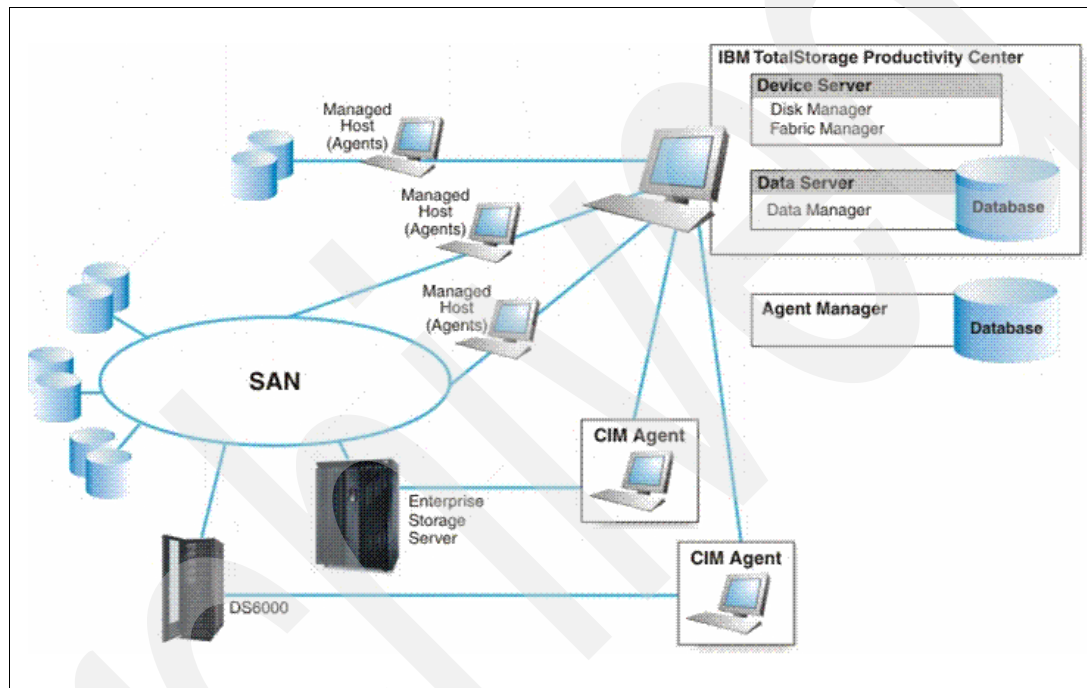 IBM TotalStorage Productivity Center
Device Server
Disk Manager
Fabric Manager
Data Server
Data Manager
Database
Agent Manager
Database
Managed
Host
(Agents)
Managed
Host
(Agents)
Managed
Host
(Agents)
SAN
CIM Agent
Enterprise
Storage
Server
CIM Agent
DS6000